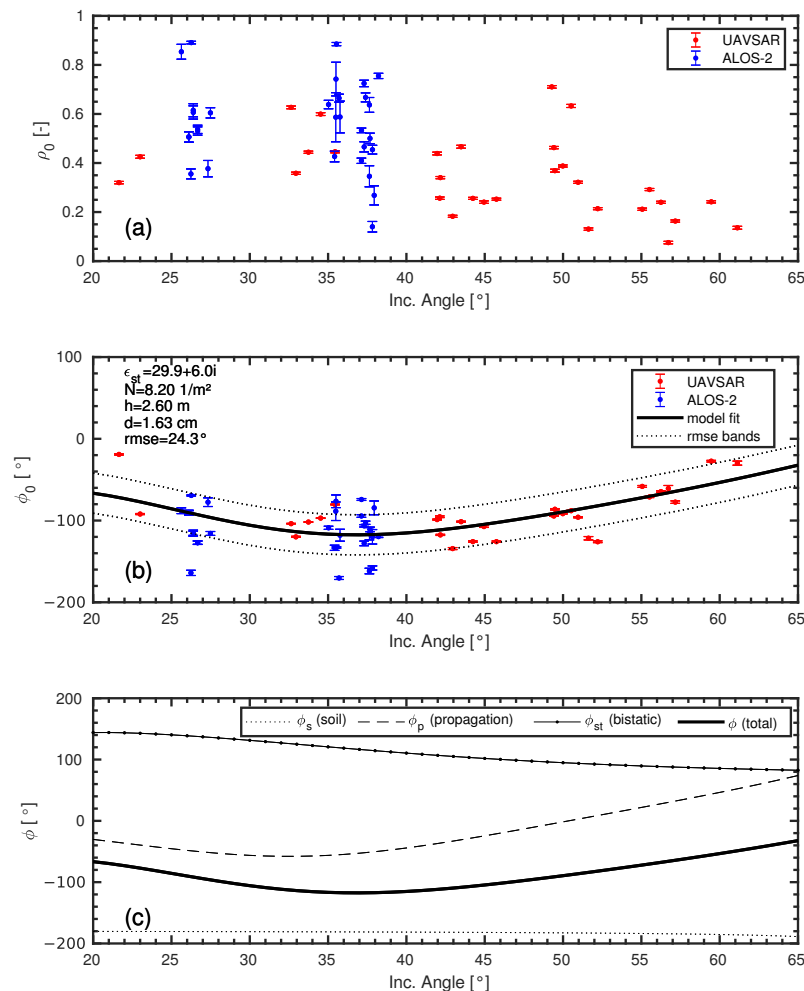 1
0.8
0.6
0.4
0.2
0
ρ0 [-]
UAVSAR
ALOS-2
(a)
20 25 30 35 40 45 50 55 60 65
Inc. Angle [°]
100
0
−100
−200
ϕ0 [°]
ϵst=29.9+6.0i
N=8.20 1/m²
h=2.60 m
d=1.63 cm
rmse=24.3°
UAVSAR
ALOS-2
model fit
rmse bands
(b)
20 25 30 35 40 45 50 55 60 65
Inc. Angle [°]
200
100
0
−100
−200
ϕ [°]
ϕs (soil) ϕp (propagation) ϕst (bistatic) ϕ (total)
(c)
20 25 30 35 40 45 50 55 60 65
Inc. Angle [°]